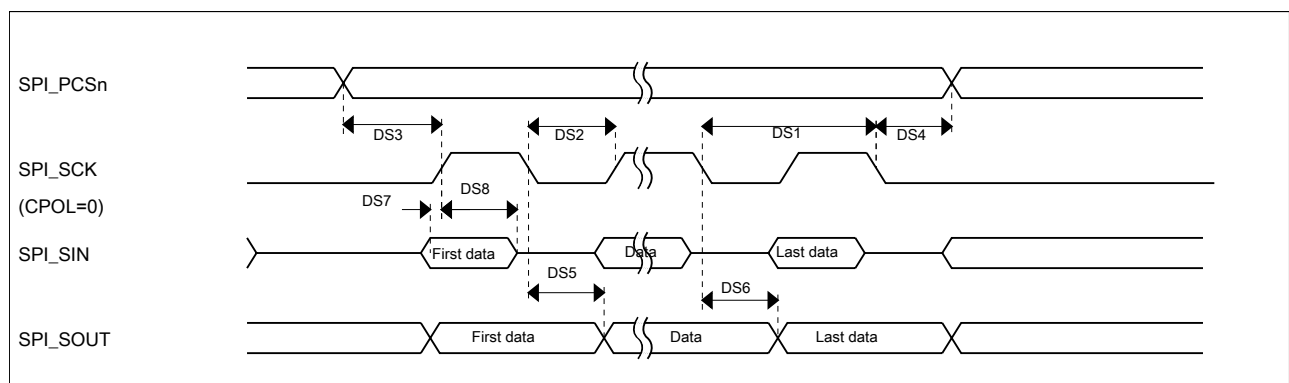 SPI_PCSn
DS3
DS2
DS1
DS4
SPI_SCK
(CPOL=0)
DS7
DS8
SPI_SIN
First data
Data
Last data
DS5
DS6
SPI_SOUT
First data
Data
Last data